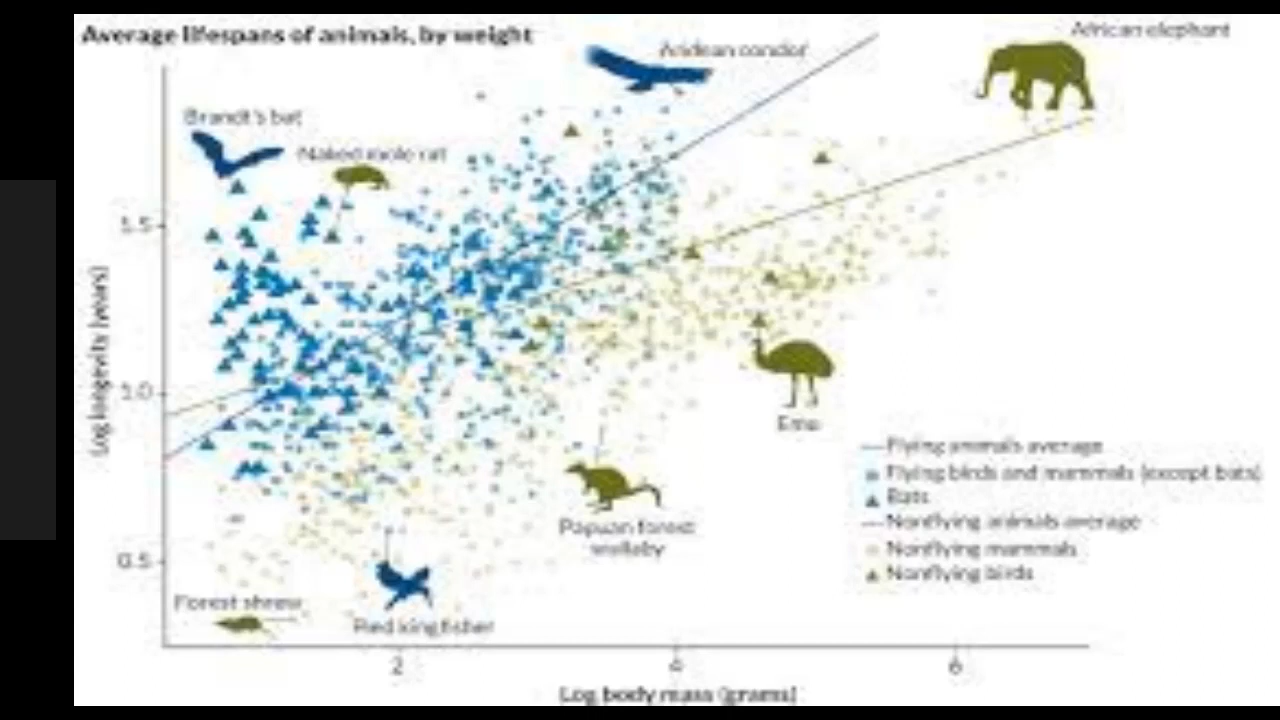 Average lifespans of animals, by weight
Andean condor
African elephant
Brandt's bat
Naked mole rat
1.5
Log longevity (years)
1.0
Emu
Flying animals average
Flying birds and mammals (except bats)
Bats
Nonflying animals average
Nonflying mammals
Nonflying birds
Papuan forest
wallaby
0.5
Forest shrew
Red kingfisher
2
4
6
Log body mass (grams)